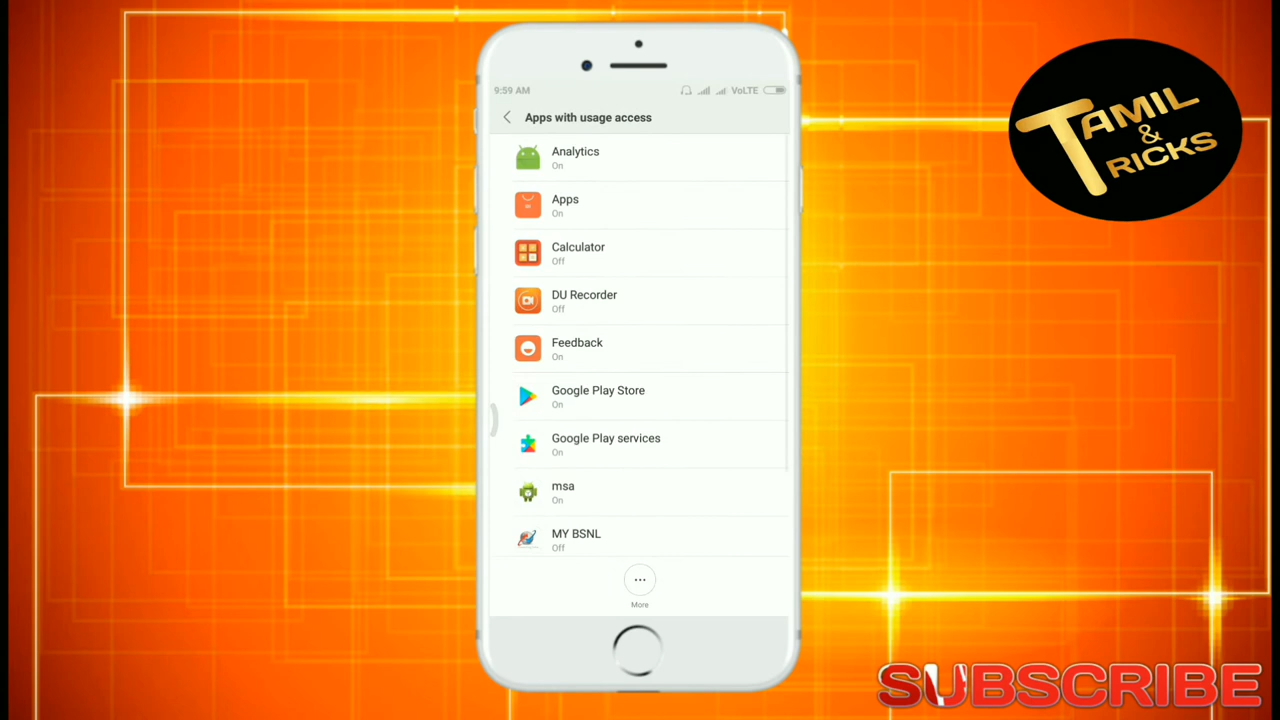 9:59 AM VoLTE
Apps with usage access
Analytics
On
Apps
On
Calculator
Off
DU Recorder
Off
Feedback
On
Google Play Store
On
Google Play services
On
msa
On
MY BSNL
Off
More
TAMIL
&
TRICKS
SUBSCRIBE